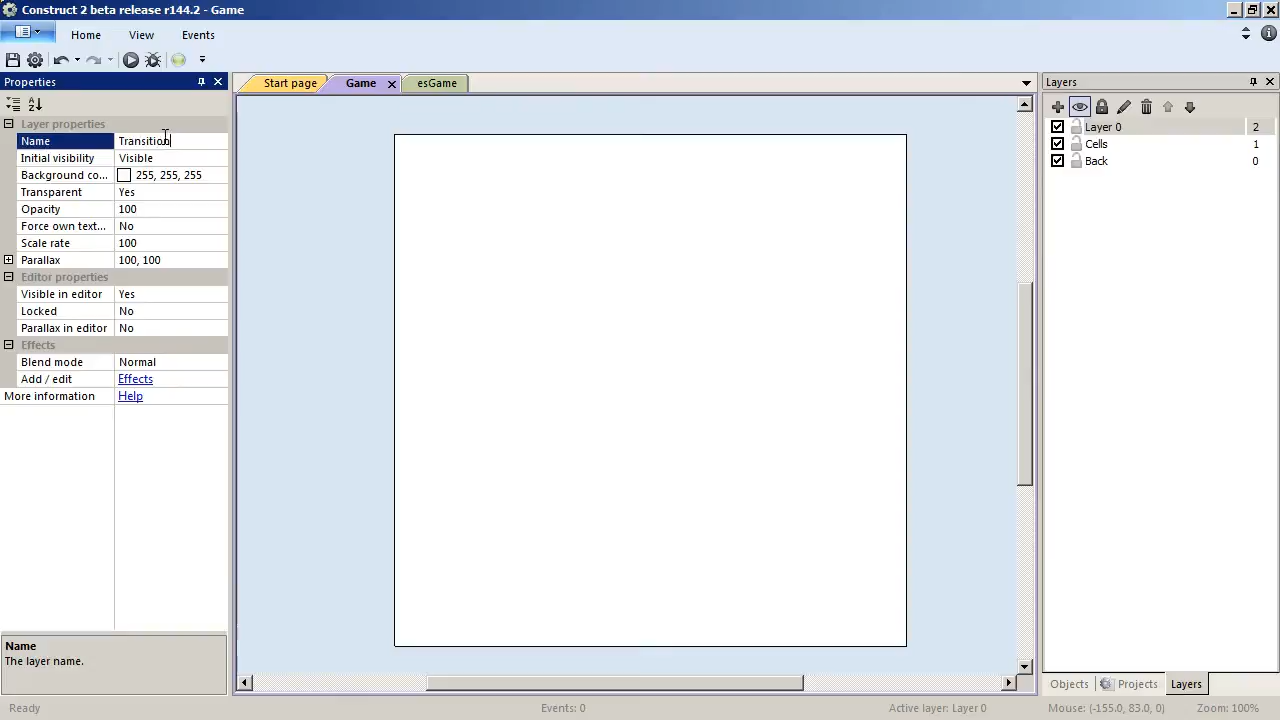 Construct 2 beta release r144.2 - Game
Home View Events
Properties
Layer properties
Name Transition
Initial visibility Visible
Background co... 255, 255, 255
Transparent Yes
Opacity 100
Force own text... No
Scale rate 100
Parallax 100, 100
Editor properties
Visible in editor Yes
Locked No
Parallax in editor No
Effects
Blend mode Normal
Add / edit Effects
More information Help
Name
The layer name.
Start page Game esGame
Layers
Layer 0 2
Cells 1
Back 0
Objects Projects Layers
Ready Events: 0 Active layer: Layer 0 Mouse: (-155.0, 83.0, 0) Zoom: 100%